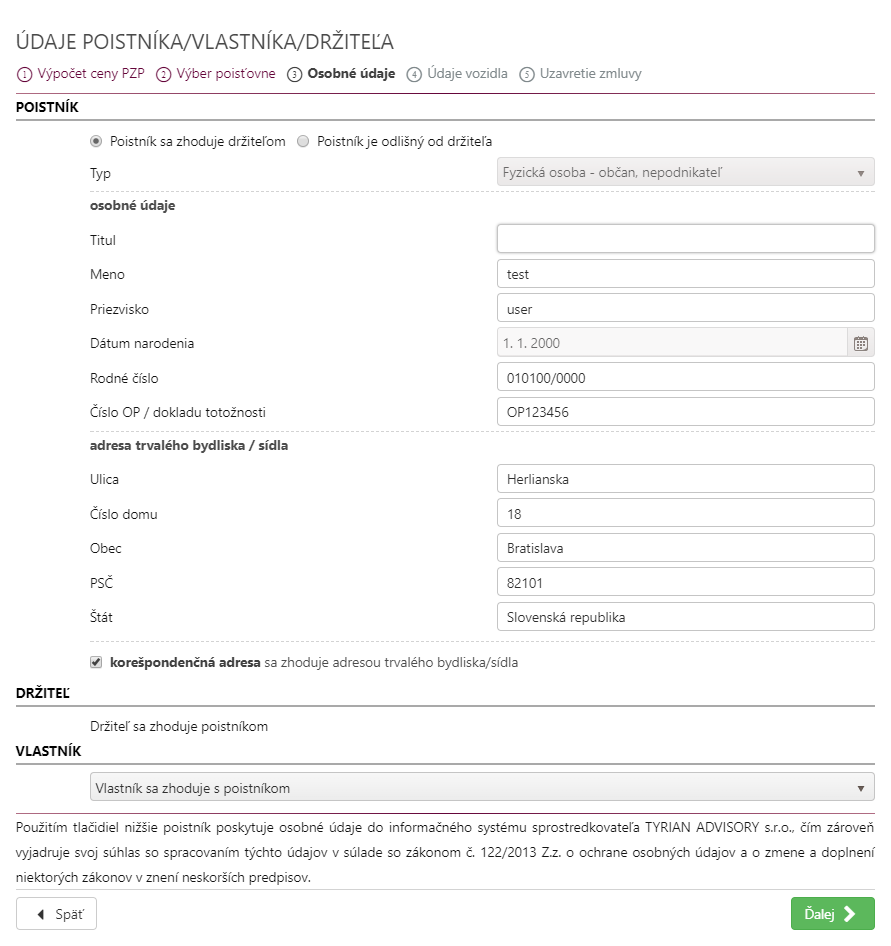 ÚDAJE POISTNÍKA/VLASTNÍKA/DRŽITEĽA
1 Výpočet ceny PZP 2 Výber poisťovne 3 Osobné údaje 4 Údaje vozidla 5 Uzavretie zmluvy
POISTNÍK
Poistník sa zhoduje držiteľom Poistník je odlišný od držiteľa
Typ Fyzická osoba - občan, nepodnikateľ
osobné údaje
Titul
Meno test
Priezvisko user
Dátum narodenia 1. 1. 2000
Rodné číslo 010100/0000
Číslo OP / dokladu totožnosti OP123456
adresa trvalého bydliska / sídla
Ulica Herlianska
Číslo domu 18
Obec Bratislava
PSČ 82101
Štát Slovenská republika
korešpondenčná adresa sa zhoduje adresou trvalého bydliska/sídla
DRŽITEĽ
Držiteľ sa zhoduje poistníkom
VLASTNÍK
Vlastník sa zhoduje s poistníkom
Použitím tlačidiel nižšie poistník poskytuje osobné údaje do informačného systému sprostredkovateľa TYRIAN ADVISORY s.r.o., čím zároveň
vyjadruje svoj súhlas so spracovaním týchto údajov v súlade so zákonom č. 122/2013 Z.z. o ochrane osobných údajov a o zmene a doplnení
niektorých zákonov v znení neskorších predpisov.
Späť Ďalej